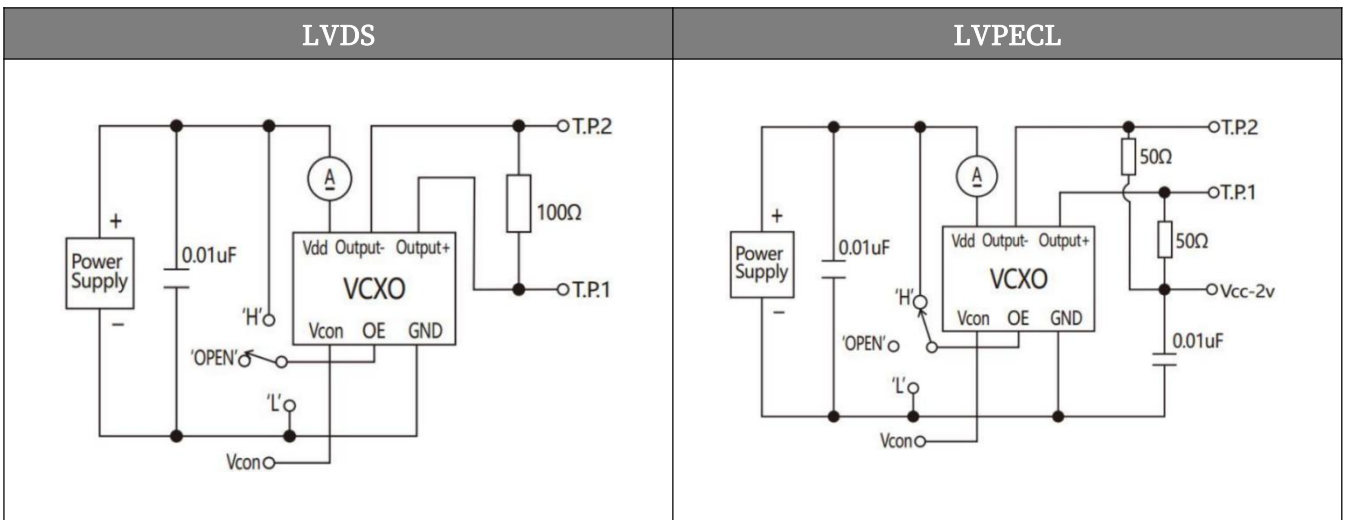 LVDS
T.P.2
A
+
100Ω
Vdd Output- Output+
0.01uF
Power
Supply
VCXO
T.P.1
−
'H'
Vcon OE GND
'OPEN'
'L'
Vcon
LVPECL
T.P.2
50Ω
A
T.P.1
+
Vdd Output- Output+
50Ω
0.01uF
Power
Supply
VCXO
Vcc-2v
'H'
−
Vcon OE GND
'OPEN'
0.01uF
'L'
Vcon